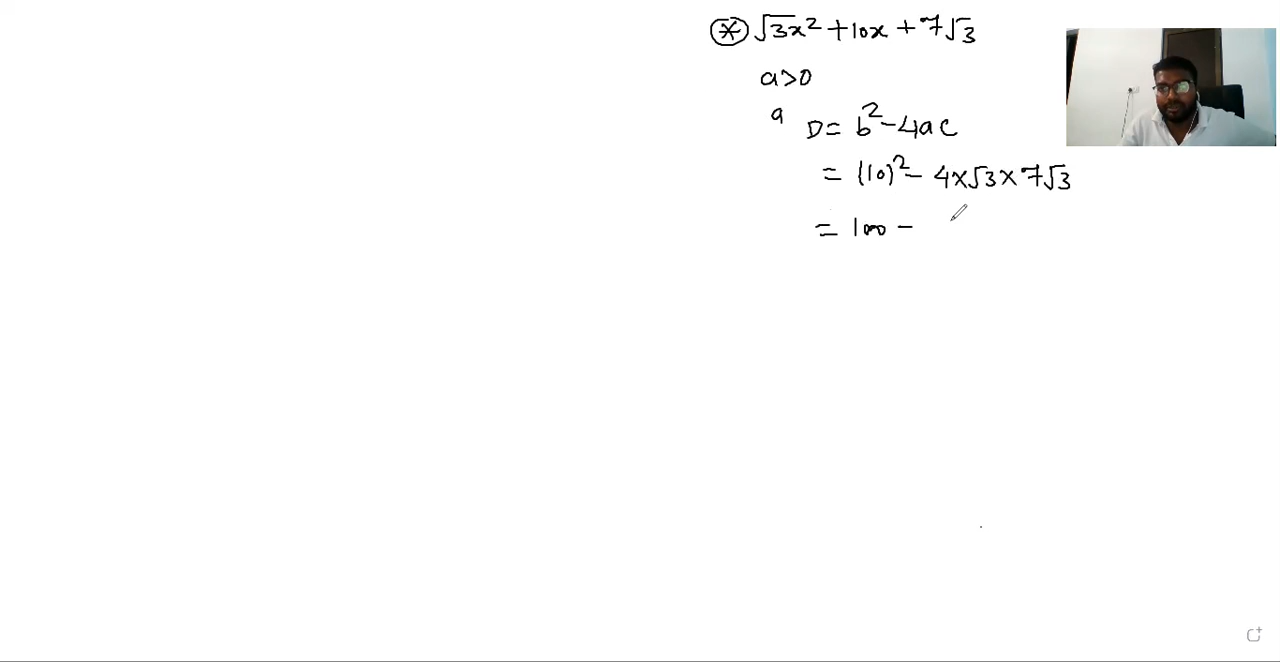 * √3x² + 10x + 7√3
a>0
a
D = b² - 4ac
= (10)² - 4×√3×7√3
= 100 -